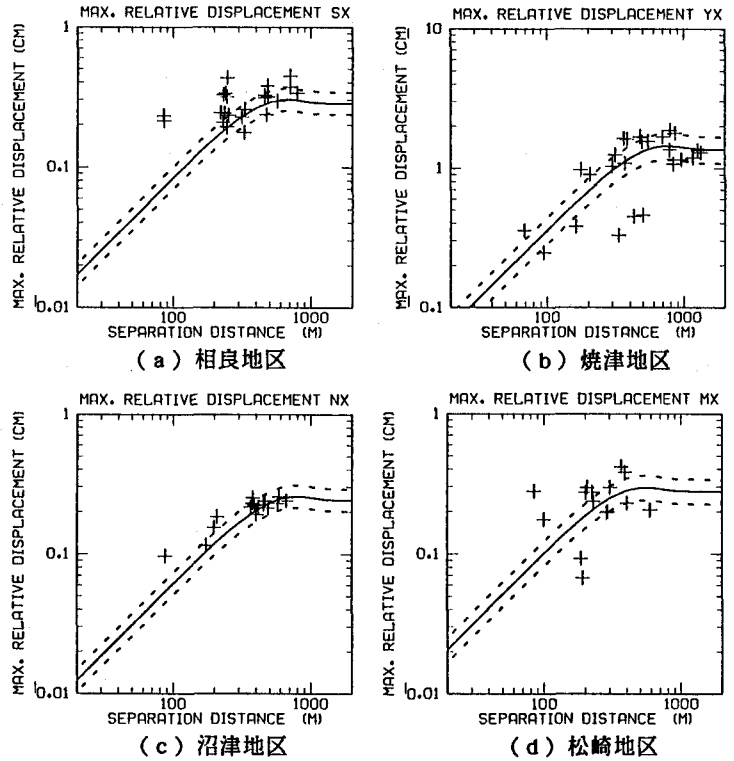 MAX. RELATIVE DISPLACEMENT SX
MAX. RELATIVE DISPLACEMENT (CM)
1
0.1
0.01
100
1000
SEPARATION DISTANCE (M)
(a) 相良地区
MAX. RELATIVE DISPLACEMENT YX
MAX. RELATIVE DISPLACEMENT (CM)
10
1
0.1
100
1000
SEPARATION DISTANCE (M)
(b) 焼津地区
MAX. RELATIVE DISPLACEMENT NX
MAX. RELATIVE DISPLACEMENT (CM)
1
0.1
0.01
100
1000
SEPARATION DISTANCE (M)
(c) 沼津地区
MAX. RELATIVE DISPLACEMENT MX
MAX. RELATIVE DISPLACEMENT (CM)
1
0.1
0.01
100
1000
SEPARATION DISTANCE (M)
(d) 松崎地区